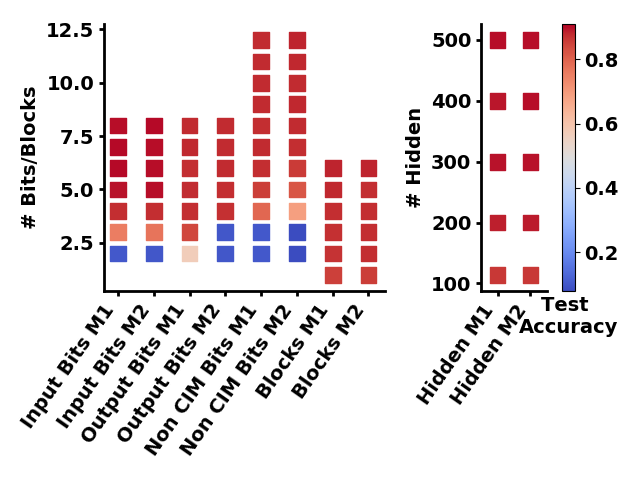 # Bits/Blocks
12.5
10.0
7.5
5.0
2.5
Input Bits M1
Input Bits M2
Output Bits M1
Output Bits M2
Non CIM Bits M1
Non CIM Bits M2
Blocks M1
Blocks M2
# Hidden
500
400
300
200
100
Hidden M1
Hidden M2
0.8
0.6
0.4
0.2
Test
Accuracy